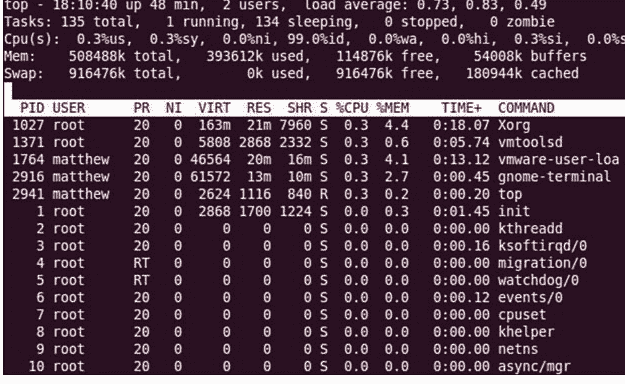 top - 18:10:40 up 48 min,  2 users,  load average: 0.73, 0.83, 0.49
Tasks: 135 total,   1 running, 134 sleeping,   0 stopped,   0 zombie
Cpu(s):  0.3%us,  0.3%sy,  0.0%ni, 99.0%id,  0.0%wa,  0.0%hi,  0.3%si,  0.0%s
Mem:    508488k total,   393612k used,   114876k free,    54008k buffers
Swap:   916476k total,        0k used,   916476k free,   180944k cached
  PID USER      PR  NI  VIRT  RES  SHR S %CPU %MEM    TIME+  COMMAND
 1027 root      20   0  163m  21m 7960 S  0.3  4.4   0:18.07 Xorg
 1371 root      20   0  5808 2868 2332 S  0.3  0.6   0:05.74 vmtoolsd
 1764 matthew   20   0 46564  20m  16m S  0.3  4.1   0:13.12 vmware-user-loa
 2916 matthew   20   0 61572  13m  10m S  0.3  2.7   0:00.45 gnome-terminal
 2941 matthew   20   0  2624 1116  840 R  0.3  0.2   0:00.20 top
    1 root      20   0  2868 1700 1224 S  0.0  0.3   0:01.45 init
    2 root      20   0     0    0    0 S  0.0  0.0   0:00.00 kthreadd
    3 root      20   0     0    0    0 S  0.0  0.0   0:00.16 ksoftirqd/0
    4 root      RT   0     0    0    0 S  0.0  0.0   0:00.00 migration/0
    5 root      RT   0     0    0    0 S  0.0  0.0   0:00.00 watchdog/0
    6 root      20   0     0    0    0 S  0.0  0.0   0:00.12 events/0
    7 root      20   0     0    0    0 S  0.0  0.0   0:00.00 cpuset
    8 root      20   0     0    0    0 S  0.0  0.0   0:00.00 khelper
    9 root      20   0     0    0    0 S  0.0  0.0   0:00.00 netns
   10 root      20   0     0    0    0 S  0.0  0.0   0:00.00 async/mgr